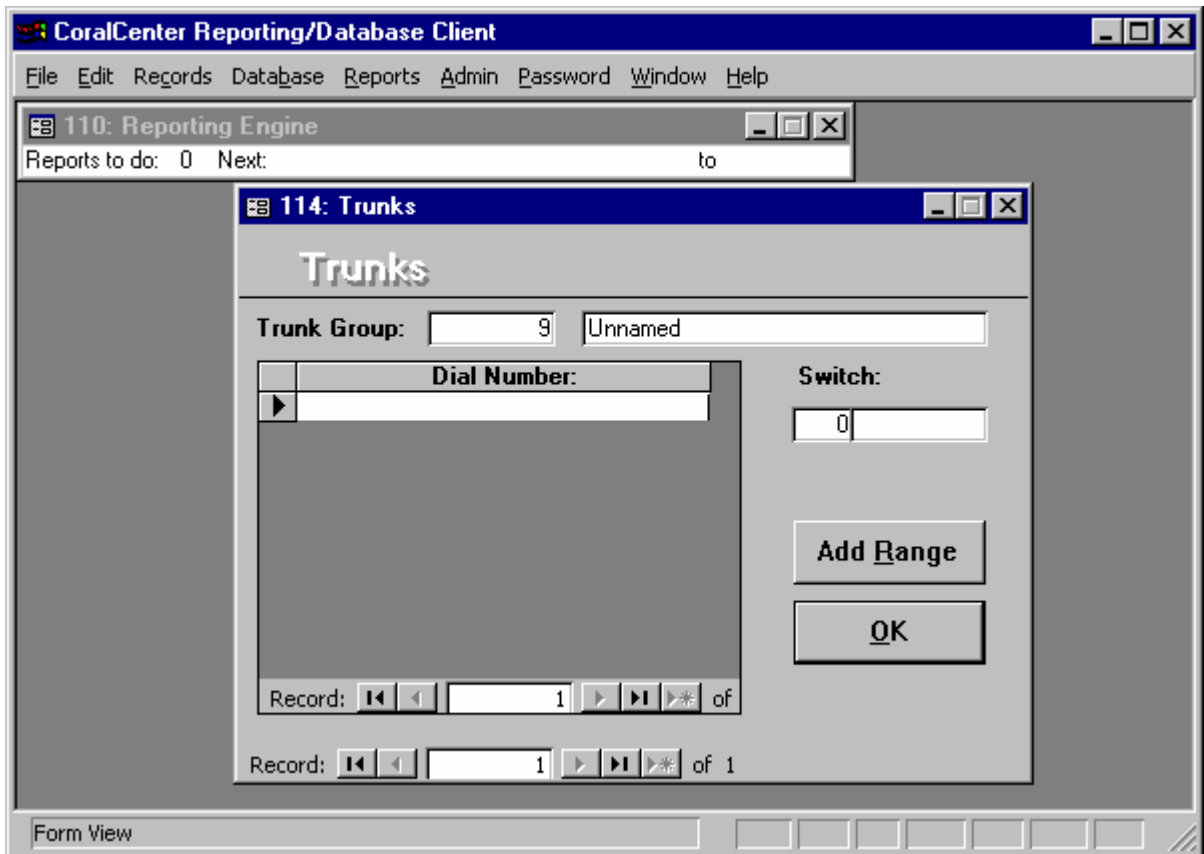 CoralCenter Reporting/Database Client
File Edit Records Database Reports Admin Password Window Help
110: Reporting Engine
Reports to do: 0 Next: to
114: Trunks
Trunks
Trunk Group: 9 Unnamed
Dial Number: Switch:
0
Add Range
OK
Record: 1 of
Record: 1 of 1
Form View